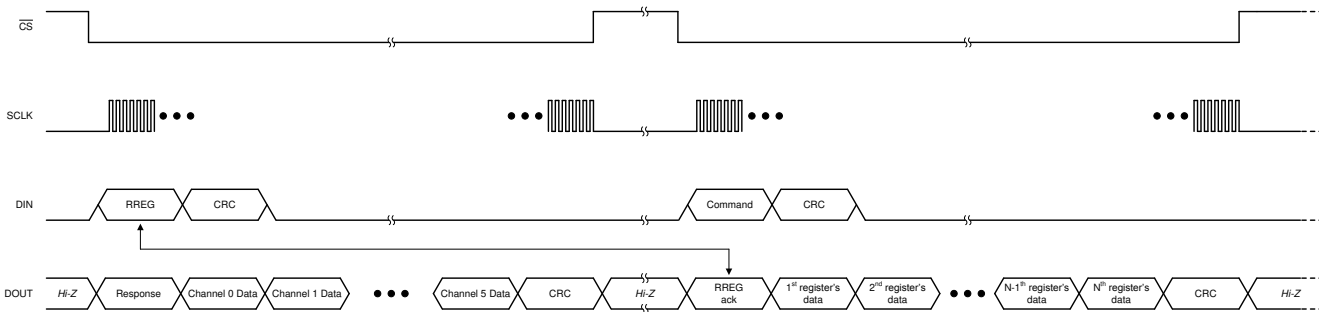 CS
SCLK
DIN
RREG
CRC
Command
CRC
DOUT
Hi-Z
Response
Channel 0 Data
Channel 1 Data
Channel 5 Data
CRC
Hi-Z
RREG
ack
1st register's
data
2nd register's
data
N-1th register's
data
Nth register's
data
CRC
Hi-Z